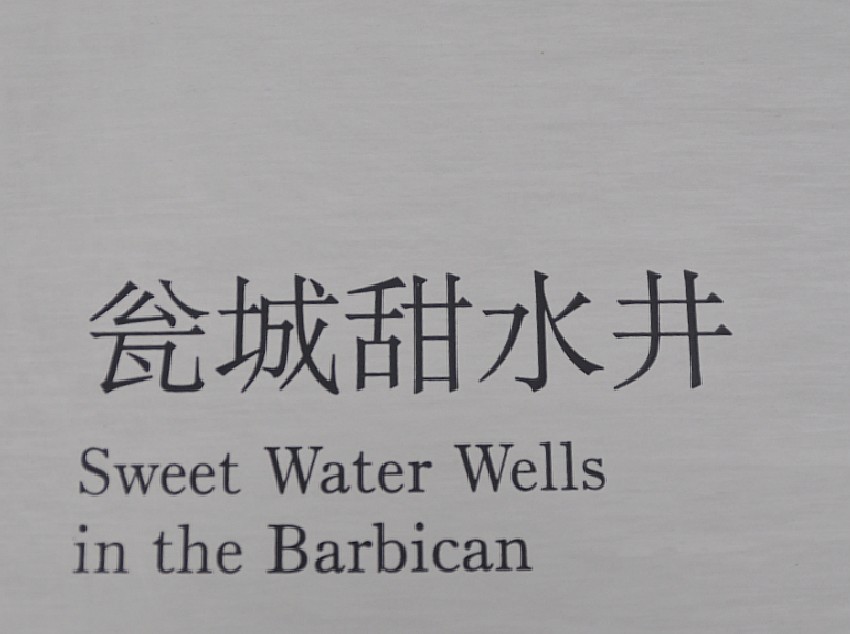 瓮城甜水井
Sweet Water Wells
in the Barbican